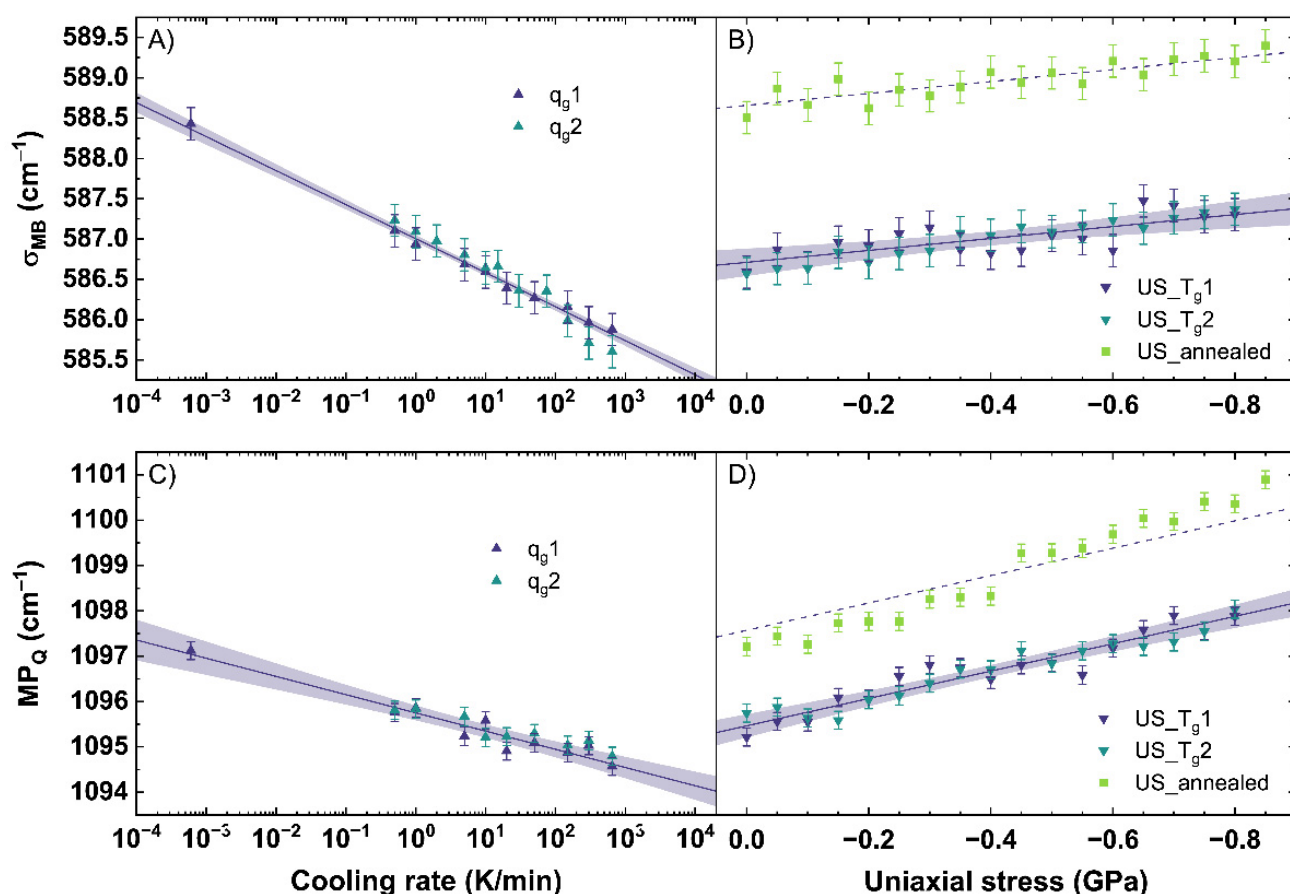 A)
B)
589.5
589.0
588.5
588.0
587.5
587.0
586.5
586.0
585.5
σMB (cm⁻¹)
qg1
qg2
US_Tg1
US_Tg2
US_annealed
10⁻⁴ 10⁻³ 10⁻² 10⁻¹ 10⁰ 10¹ 10² 10³ 10⁴
0.0 −0.2 −0.4 −0.6 −0.8
C)
D)
1101
1100
1099
1098
1097
1096
1095
1094
MPQ (cm⁻¹)
qg1
qg2
US_Tg1
US_Tg2
US_annealed
10⁻⁴ 10⁻³ 10⁻² 10⁻¹ 10⁰ 10¹ 10² 10³ 10⁴
0.0 −0.2 −0.4 −0.6 −0.8
Cooling rate (K/min)
Uniaxial stress (GPa)